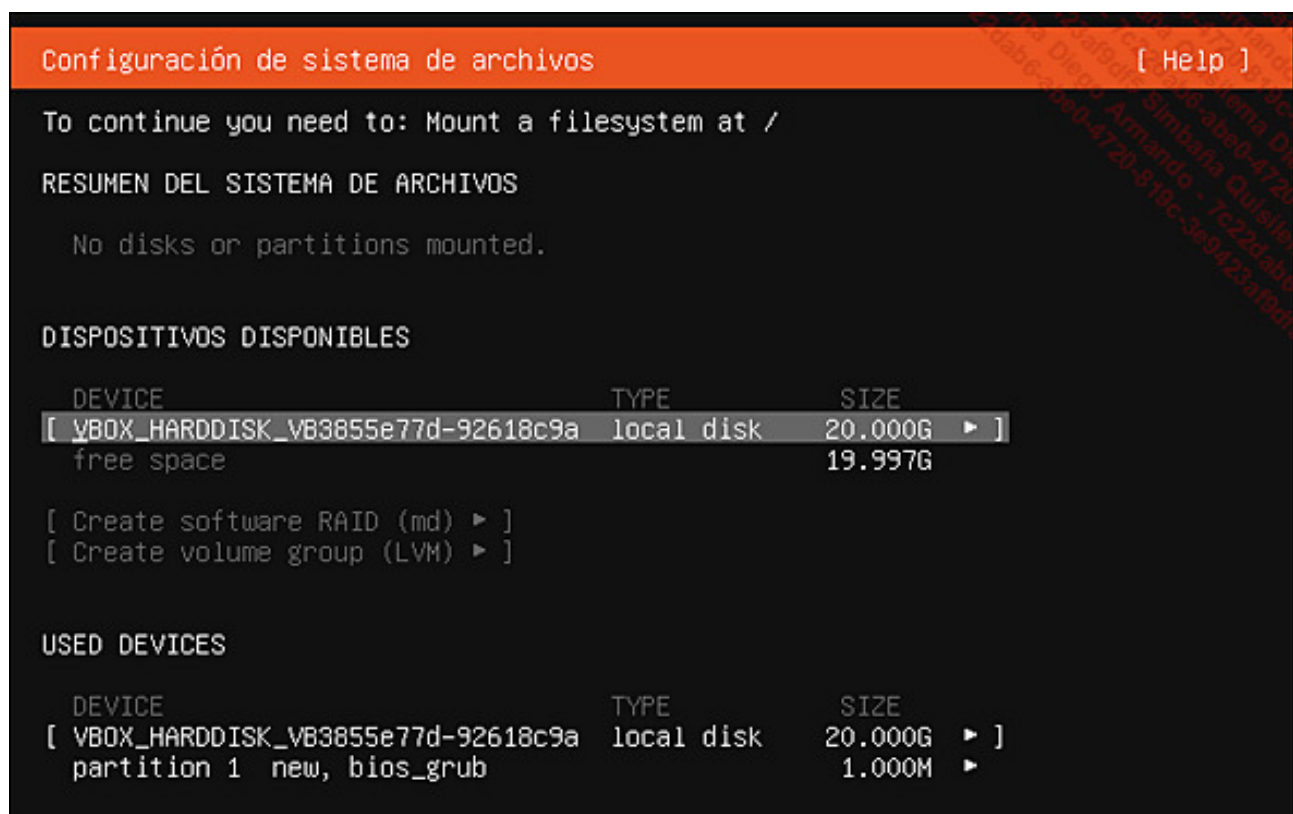 Configuración de sistema de archivos [ Help ]
To continue you need to: Mount a filesystem at /
RESUMEN DEL SISTEMA DE ARCHIVOS
No disks or partitions mounted.
DISPOSITIVOS DISPONIBLES
DEVICE TYPE SIZE
[ VBOX_HARDDISK_VB3855e77d-92618c9a local disk 20.000G ► ]
free space 19.997G
[ Create software RAID (md) ► ]
[ Create volume group (LVM) ► ]
USED DEVICES
DEVICE TYPE SIZE
[ VBOX_HARDDISK_VB3855e77d-92618c9a local disk 20.000G ► ]
partition 1 new, bios_grub 1.000M ►